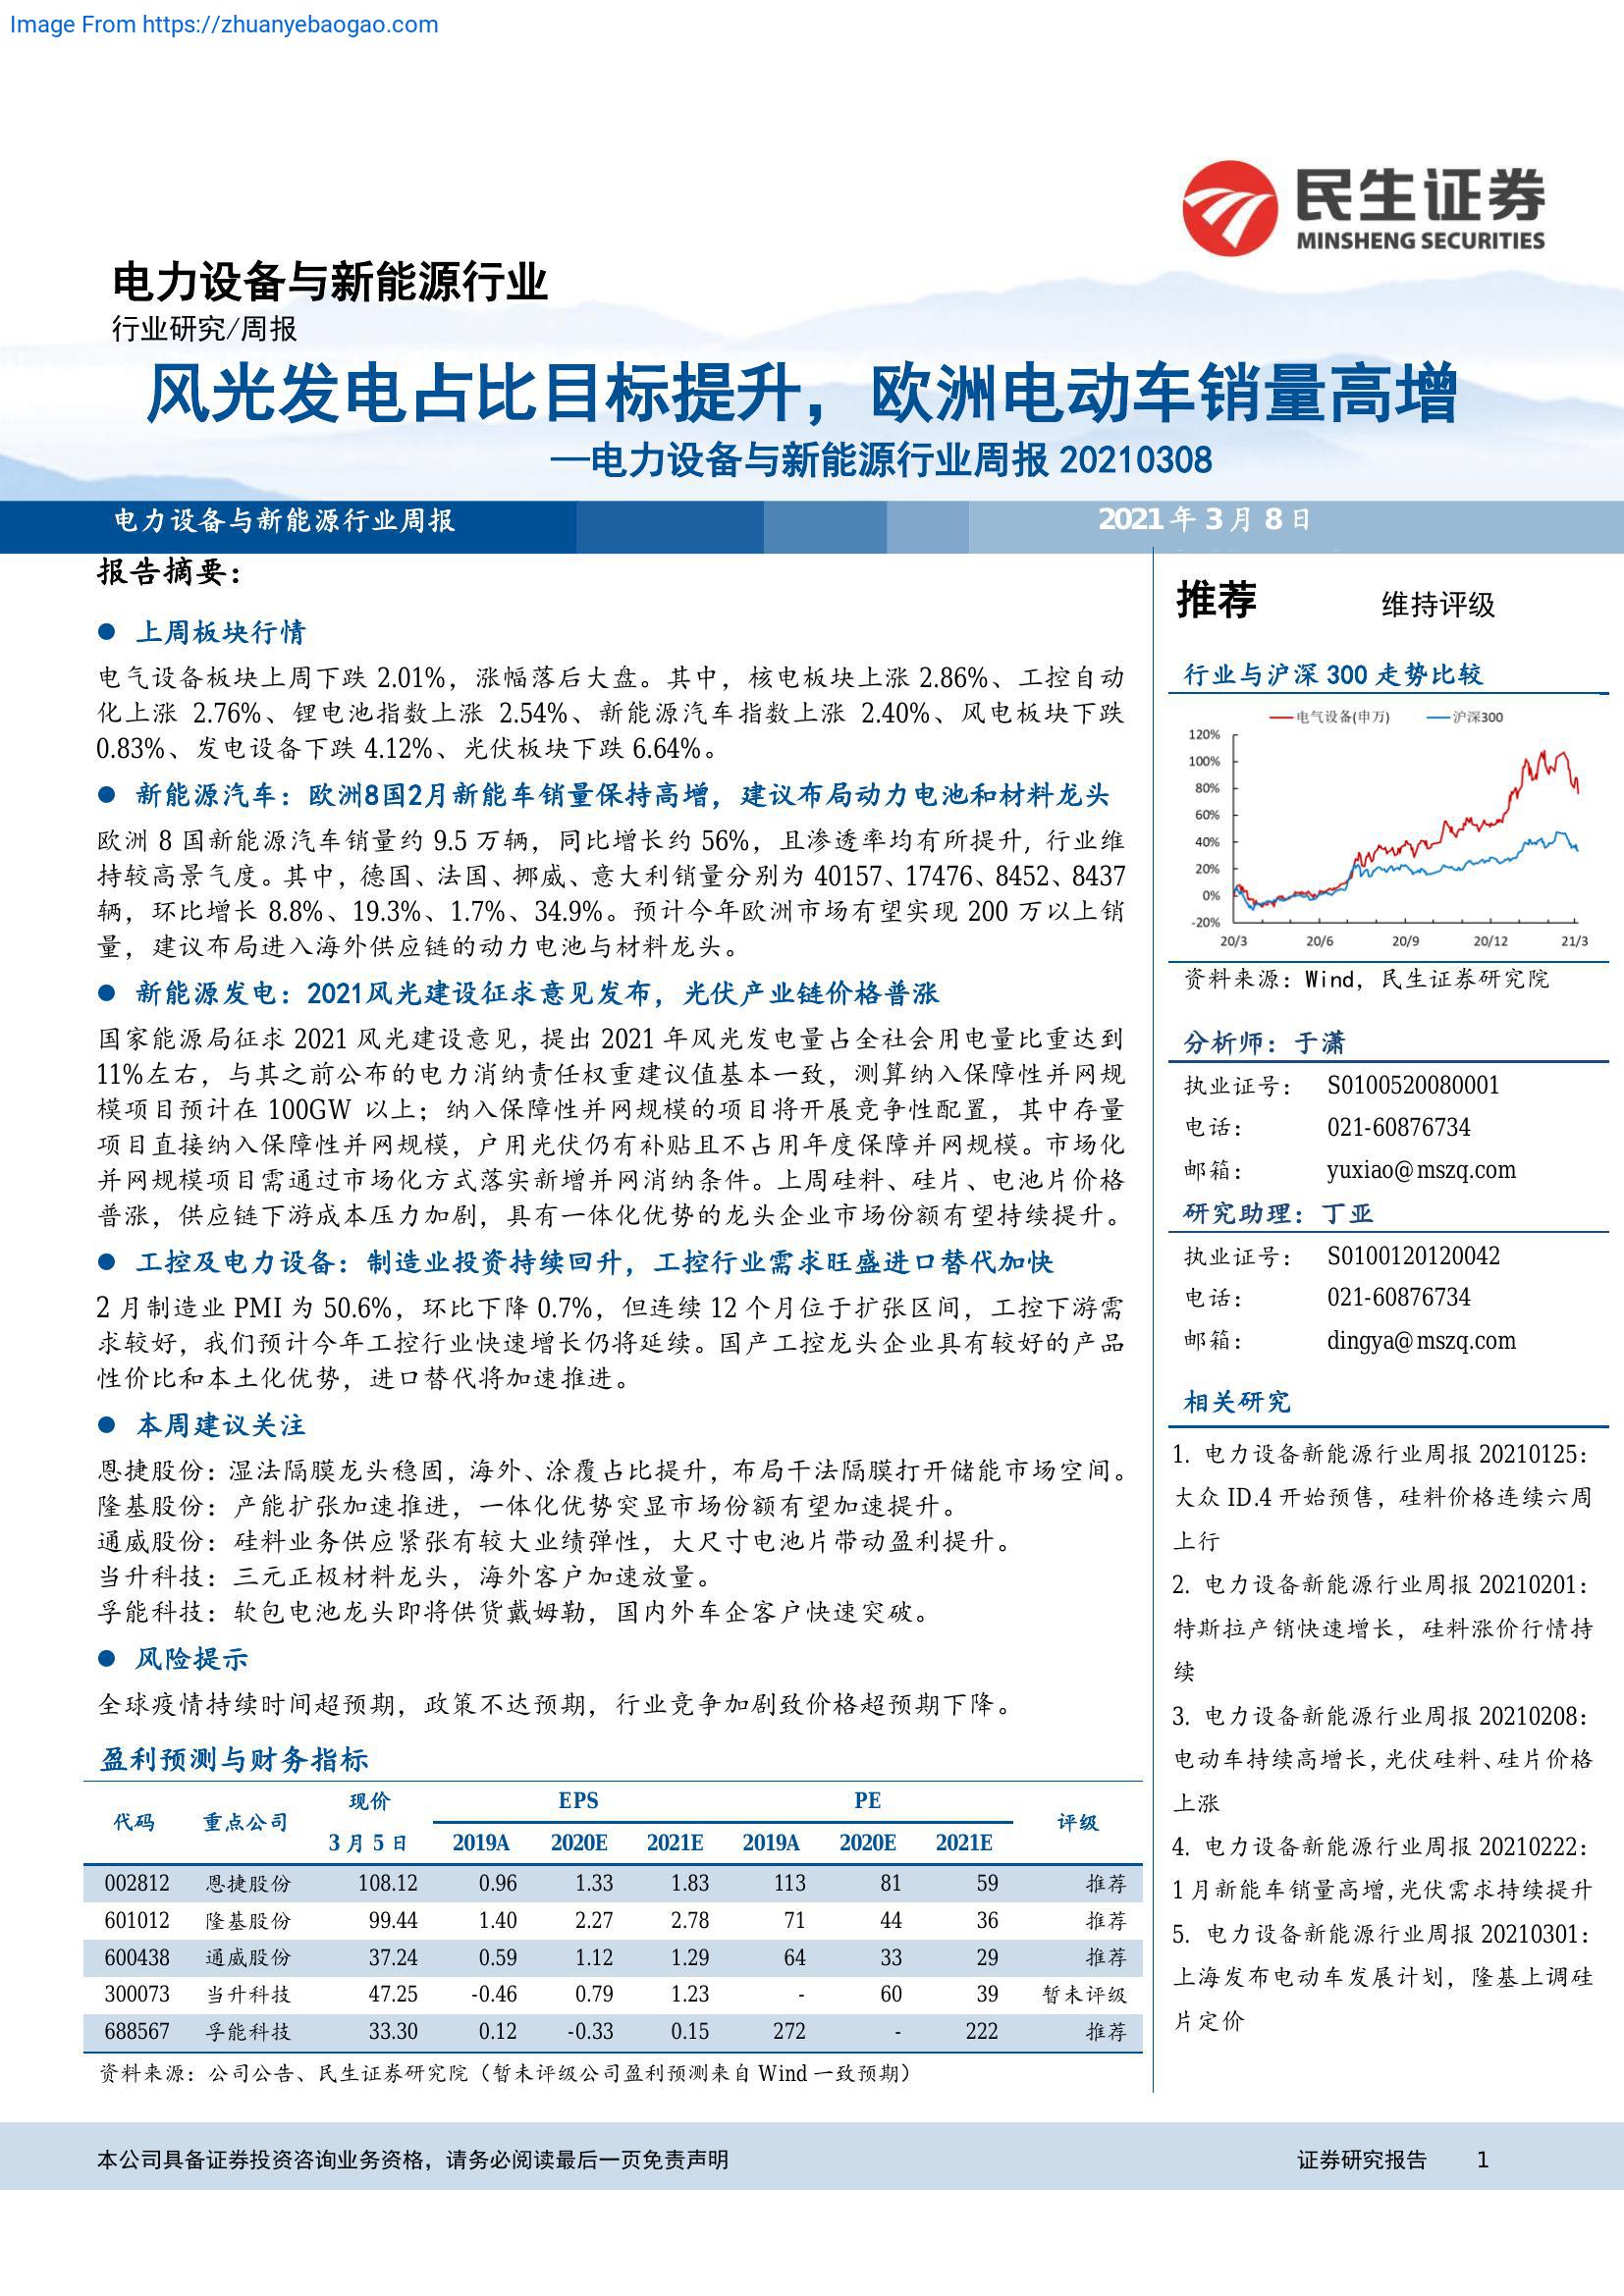 Image From https://zhuanyebaogao.com
民生证券
MINSHENG SECURITIES
电力设备与新能源行业
行业研究/周报
风光发电占比目标提升，欧洲电动车销量高增
—电力设备与新能源行业周报 20210308
电力设备与新能源行业周报 2021 年 3 月 8 日
报告摘要：
● 上周板块行情
电气设备板块上周下跌 2.01%，涨幅落后大盘。其中，核电板块上涨 2.86%、工控自动
化上涨 2.76%、锂电池指数上涨 2.54%、新能源汽车指数上涨 2.40%、风电板块下跌
0.83%、发电设备下跌 4.12%、光伏板块下跌 6.64%。
● 新能源汽车：欧洲8国2月新能车销量保持高增，建议布局动力电池和材料龙头
欧洲 8 国新能源汽车销量约 9.5 万辆，同比增长约 56%，且渗透率均有所提升, 行业维
持较高景气度。其中，德国、法国、挪威、意大利销量分别为 40157、17476、8452、8437
辆，环比增长 8.8%、19.3%、1.7%、34.9%。预计今年欧洲市场有望实现 200 万以上销
量，建议布局进入海外供应链的动力电池与材料龙头。
● 新能源发电：2021风光建设征求意见发布，光伏产业链价格普涨
国家能源局征求 2021 风光建设意见，提出 2021 年风光发电量占全社会用电量比重达到
11%左右，与其之前公布的电力消纳责任权重建议值基本一致，测算纳入保障性并网规
模项目预计在 100GW 以上；纳入保障性并网规模的项目将开展竞争性配置，其中存量
项目直接纳入保障性并网规模，户用光伏仍有补贴且不占用年度保障并网规模。市场化
并网规模项目需通过市场化方式落实新增并网消纳条件。上周硅料、硅片、电池片价格
普涨，供应链下游成本压力加剧，具有一体化优势的龙头企业市场份额有望持续提升。
● 工控及电力设备：制造业投资持续回升，工控行业需求旺盛进口替代加快
2 月制造业 PMI 为 50.6%，环比下降 0.7%，但连续 12 个月位于扩张区间，工控下游需
求较好，我们预计今年工控行业快速增长仍将延续。国产工控龙头企业具有较好的产品
性价比和本土化优势，进口替代将加速推进。
● 本周建议关注
恩捷股份：湿法隔膜龙头稳固，海外、涂覆占比提升，布局干法隔膜打开储能市场空间。
隆基股份：产能扩张加速推进，一体化优势突显市场份额有望加速提升。
通威股份：硅料业务供应紧张有较大业绩弹性，大尺寸电池片带动盈利提升。
当升科技：三元正极材料龙头，海外客户加速放量。
孚能科技：软包电池龙头即将供货戴姆勒，国内外车企客户快速突破。
● 风险提示
全球疫情持续时间超预期，政策不达预期，行业竞争加剧致价格超预期下降。
盈利预测与财务指标
代码 重点公司 现价 EPS PE 评级
3 月 5 日 2019A 2020E 2021E 2019A 2020E 2021E
002812 恩捷股份 108.12 0.96 1.33 1.83 113 81 59 推荐
601012 隆基股份 99.44 1.40 2.27 2.78 71 44 36 推荐
600438 通威股份 37.24 0.59 1.12 1.29 64 33 29 推荐
300073 当升科技 47.25 -0.46 0.79 1.23 - 60 39 暂未评级
688567 孚能科技 33.30 0.12 -0.33 0.15 272 - 222 推荐
资料来源：公司公告、民生证券研究院（暂未评级公司盈利预测来自 Wind 一致预期）
推荐 维持评级
行业与沪深 300 走势比较
电气设备(申万) 沪深300
120%
100%
80%
60%
40%
20%
0%
-20%
20/3 20/6 20/9 20/12 21/3
资料来源：Wind，民生证券研究院
分析师：于潇
执业证号： S0100520080001
电话： 021-60876734
邮箱： yuxiao@mszq.com
研究助理：丁亚
执业证号： S0100120120042
电话： 021-60876734
邮箱： dingya@mszq.com
相关研究
1. 电力设备新能源行业周报 20210125：
大众 ID.4 开始预售，硅料价格连续六周
上行
2. 电力设备新能源行业周报 20210201：
特斯拉产销快速增长，硅料涨价行情持
续
3. 电力设备新能源行业周报 20210208：
电动车持续高增长，光伏硅料、硅片价格
上涨
4. 电力设备新能源行业周报 20210222：
1 月新能车销量高增，光伏需求持续提升
5. 电力设备新能源行业周报 20210301：
上海发布电动车发展计划，隆基上调硅
片定价
本公司具备证券投资咨询业务资格，请务必阅读最后一页免责声明 证券研究报告 1